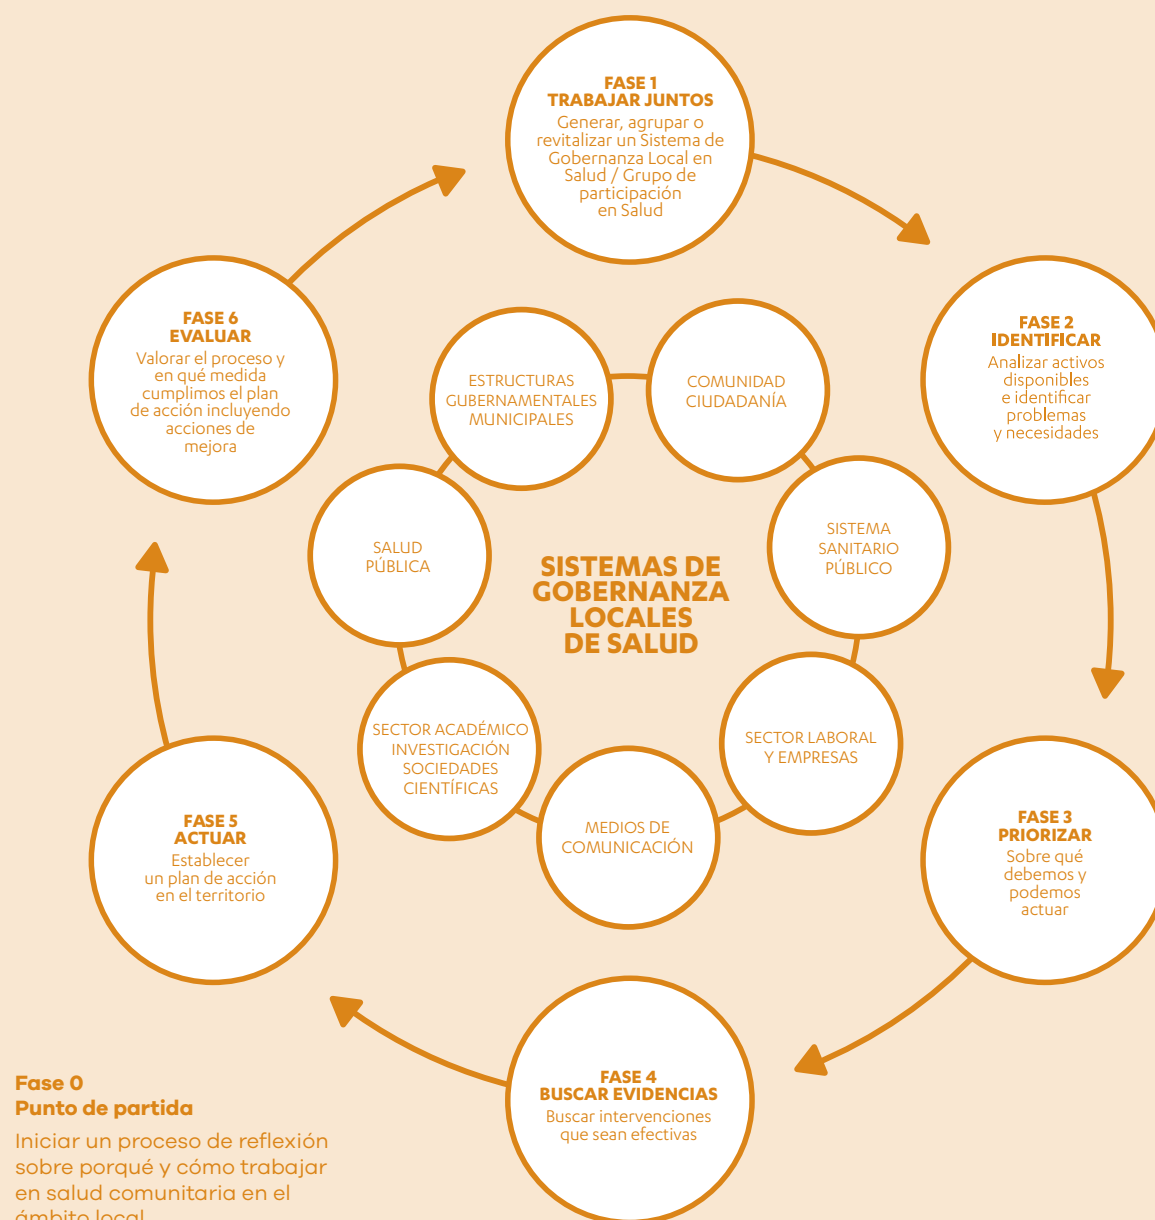 FASE 1
TRABAJAR JUNTOS
Generar, agrupar o
revitalizar un Sistema de
Gobernanza Local en
Salud / Grupo de
participación
en Salud
FASE 2
IDENTIFICAR
Analizar activos
disponibles
e identificar
problemas
y necesidades
FASE 3
PRIORIZAR
Sobre qué
debemos y
podemos
actuar
FASE 4
BUSCAR EVIDENCIAS
Buscar intervenciones
que sean efectivas
FASE 5
ACTUAR
Establecer
un plan de acción
en el territorio
FASE 6
EVALUAR
Valorar el proceso y
en qué medida
cumplimos el plan
de acción incluyendo
acciones de
mejora
ESTRUCTURAS
GUBERNAMENTALES
MUNICIPALES
COMUNIDAD
CIUDADANÍA
SISTEMA
SANITARIO
PÚBLICO
SECTOR LABORAL
Y EMPRESAS
MEDIOS DE
COMUNICACIÓN
SECTOR ACADÉMICO
INVESTIGACIÓN
SOCIEDADES
CIENTÍFICAS
SALUD
PÚBLICA
SISTEMAS DE
GOBERNANZA
LOCALES
DE SALUD
Fase 0
Punto de partida
Iniciar un proceso de reflexión
sobre porqué y cómo trabajar
en salud comunitaria en el
ámbito local